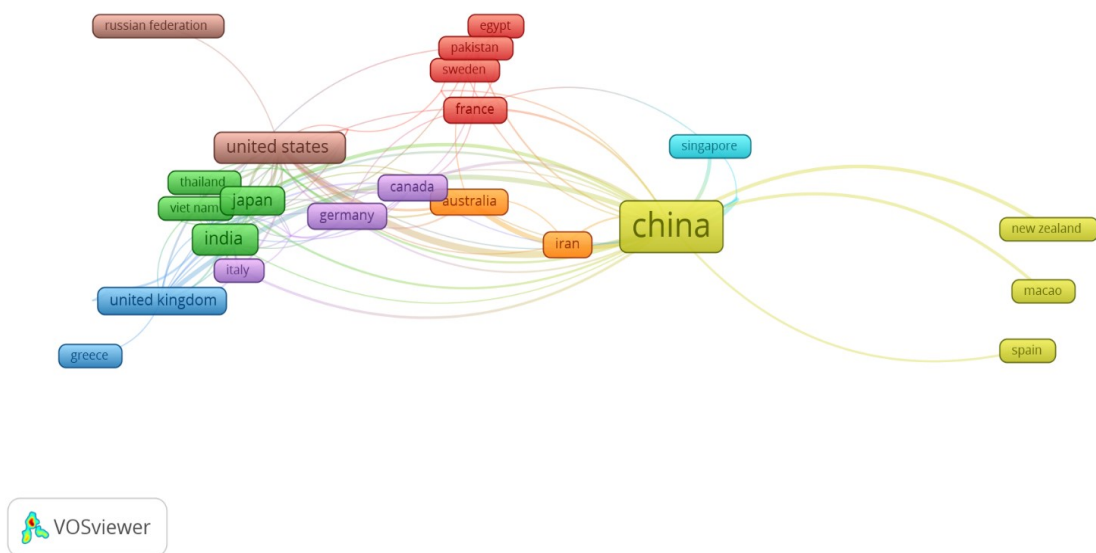 russian federation
egypt
pakistan
sweden
france
united states
singapore
thailand
canada
japan
australia
viet nam
germany
china
new zealand
india
iran
italy
macao
united kingdom
spain
greece
VOSviewer